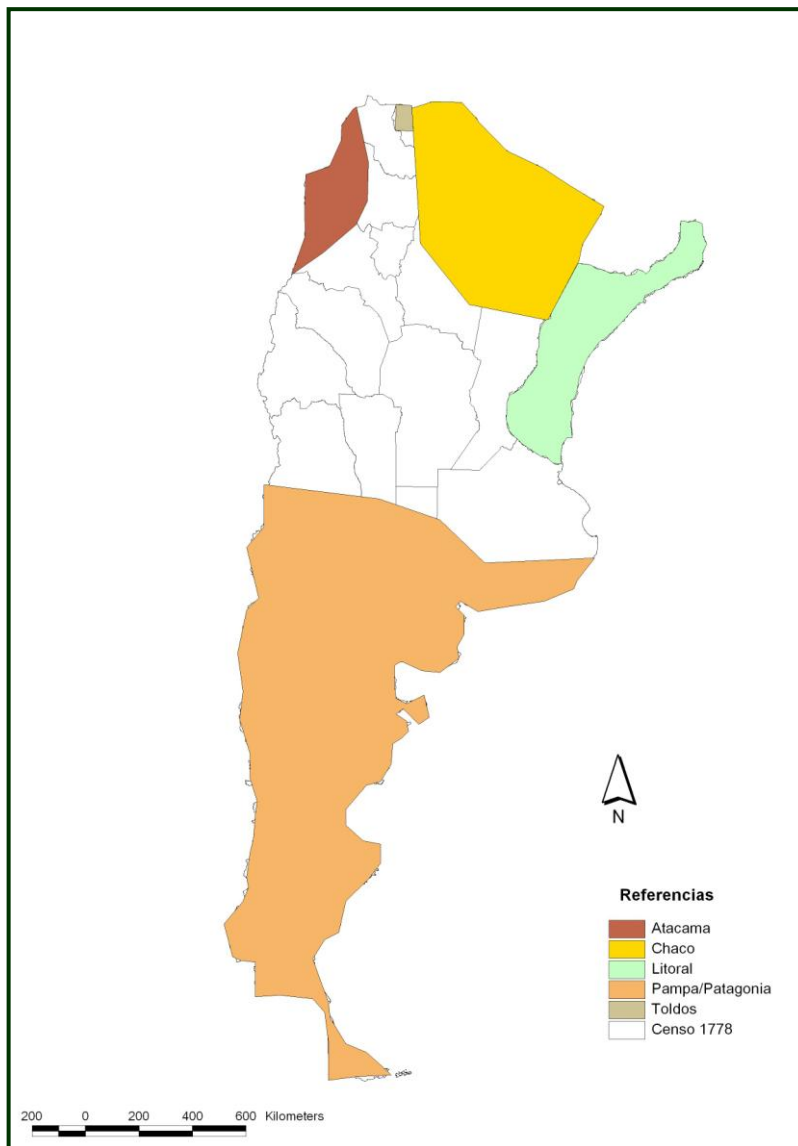 N
Referencias
Atacama
Chaco
Litoral
Pampa/Patagonia
Toldos
Censo 1778
200 0 200 400 600 Kilometers